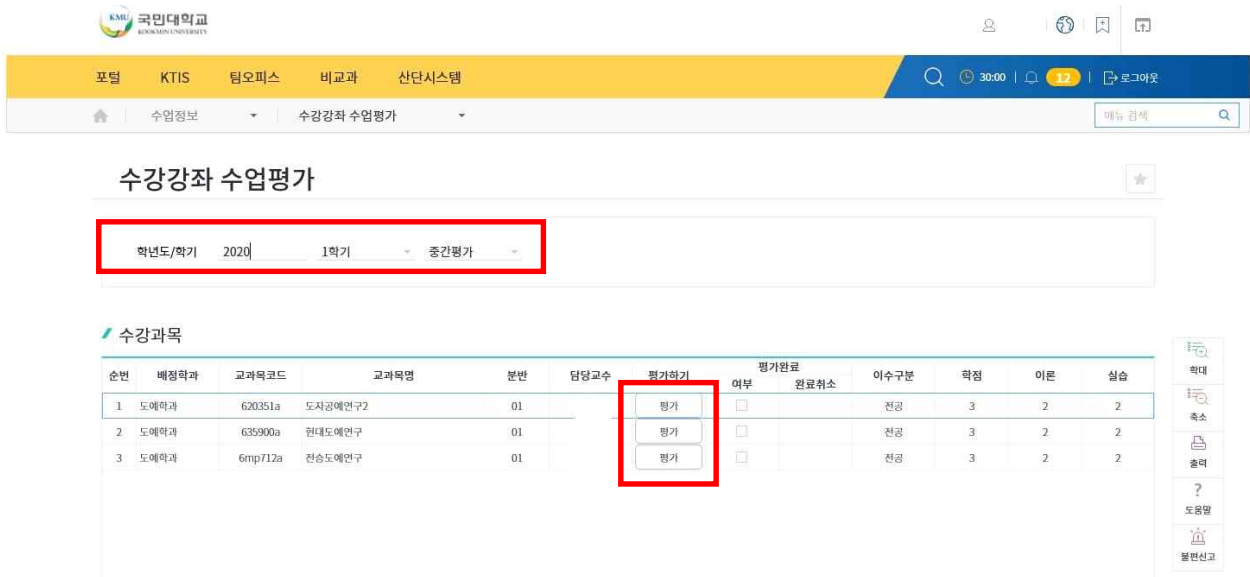 KMU 국민대학교
KOOKMIN UNIVERSITY
포털 KTIS 팀오피스 비교과 산단시스템 30:00 12 로그아웃
수업정보 수강강좌 수업평가 메뉴 검색
수강강좌 수업평가
학년도/학기 2020 1학기 중간평가
수강과목
순번 배정학과 교과목코드 교과목명 분반 담당교수 평가하기 평가완료 이수구분 학점 이론 실습
여부 완료취소
1 도예학과 620351a 도자공예연구2 01 평가 전공 3 2 2
2 도예학과 635900a 현대도예연구 01 평가 전공 3 2 2
3 도예학과 6mp712a 전승도예연구 01 평가 전공 3 2 2
확대
축소
출력
?
도움말
불편신고